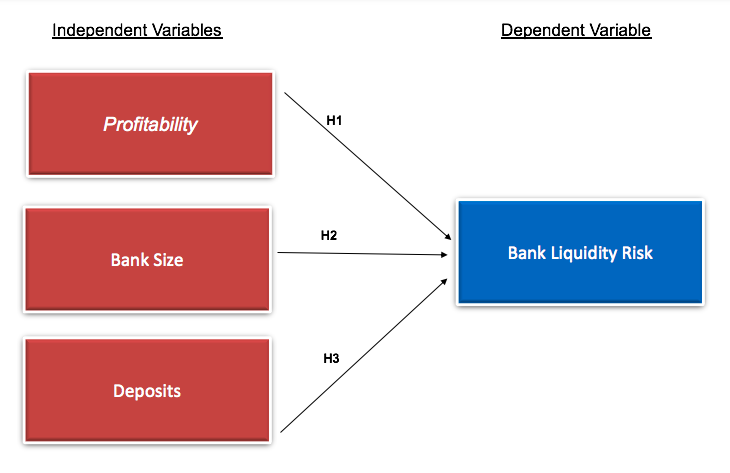 Independent Variables
Dependent Variable
Profitability
H1
H2
Bank Size
Bank Liquidity Risk
H3
Deposits